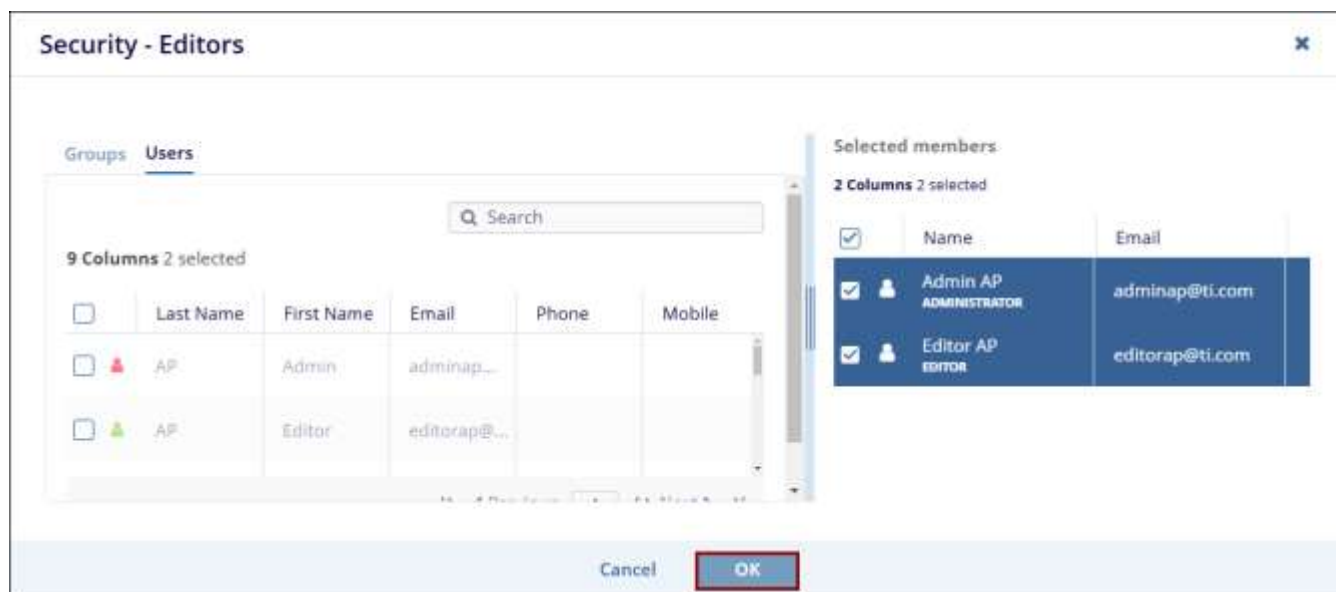 Security - Editors
Groups Users
Search
9 Columns 2 selected
Last Name First Name Email Phone Mobile
AP Admin adminap...
AP Editor editorap@...
Selected members
2 Columns 2 selected
Name Email
Admin AP adminap@ti.com
ADMINISTRATOR
Editor AP editorap@ti.com
EDITOR
Cancel OK